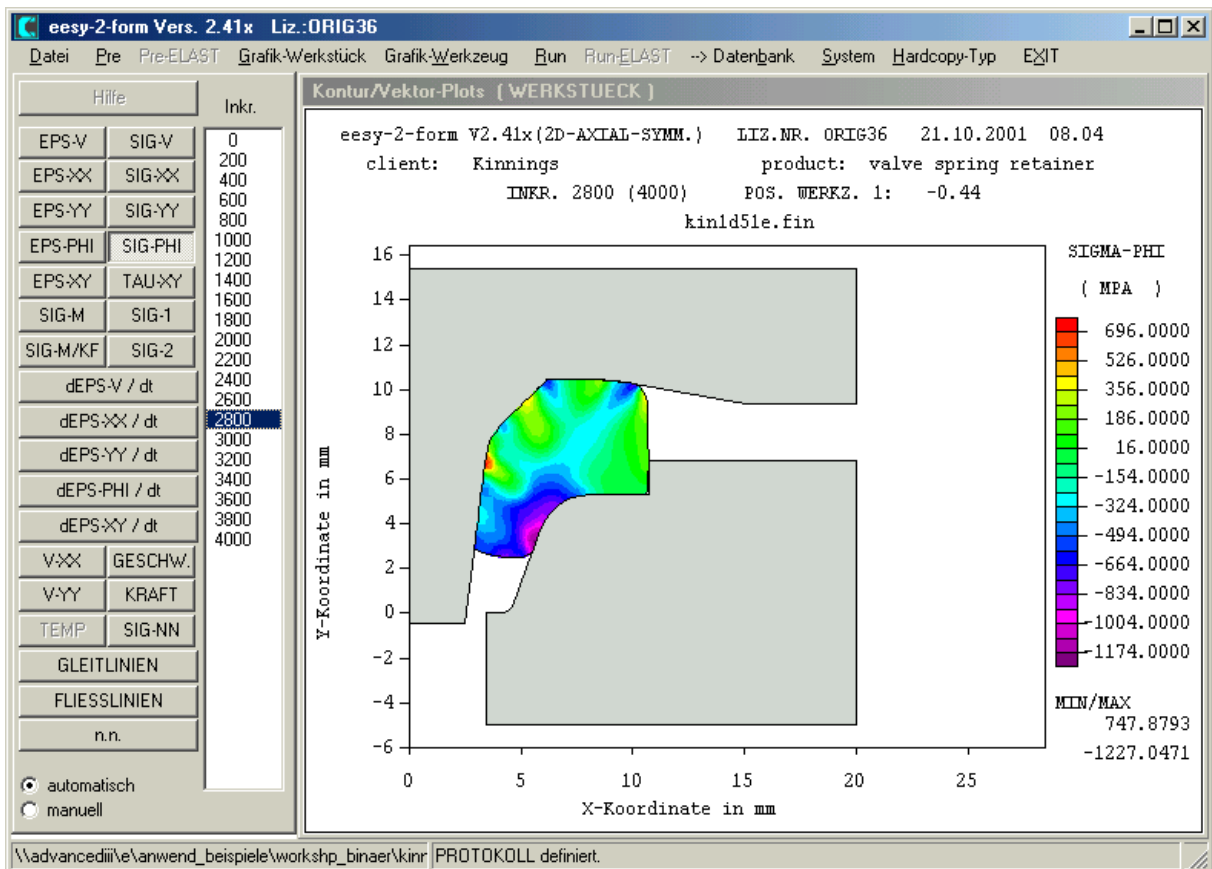 eesy-2-form Vers. 2.41x   Liz.:ORIG36
Datei   Pre   Pre-ELAST   Grafik-Werkstück   Grafik-Werkzeug   Run   Run-ELAST   --> Datenbank   System   Hardcopy-Typ   EXIT
Hilfe
EPS-V   SIG-V
EPS-XX   SIG-XX
EPS-YY   SIG-YY
EPS-PHI   SIG-PHI
EPS-XY   TAU-XY
SIG-M   SIG-1
SIG-M/KF   SIG-2
dEPS-V / dt
dEPS-XX / dt
dEPS-YY / dt
dEPS-PHI / dt
dEPS-XY / dt
V-XX   GESCHW.
V-YY   KRAFT
TEMP   SIG-NN
GLEITLINIEN
FLIESSLINIEN
n.n.
automatisch
manuell
Inkr.
0
200
400
600
800
1000
1200
1400
1600
1800
2000
2200
2400
2600
2800
3000
3200
3400
3600
3800
4000
Kontur/Vektor-Plots ( WERKSTUECK )
eesy-2-form V2.41x(2D-AXIAL-SYMM.)   LIZ.NR. ORIG36   21.10.2001   08.04
client:   Kinnings   product:   valve spring retainer
INKR. 2800 (4000)   POS. WERKZ. 1:   -0.44
kin1d51e.fin
16
14
12
10
8
6
4
2
0
-2
-4
-6
Y-Koordinate in mm
0   5   10   15   20   25
X-Koordinate in mm
SIGMA-PHI
( MPA )
696.0000
526.0000
356.0000
186.0000
16.0000
-154.0000
-324.0000
-494.0000
-664.0000
-834.0000
-1004.0000
-1174.0000
MIN/MAX
747.8793
-1227.0471
\\advancediii\e\anwend_beispiele\workshp_binaer\kinr   PROTOKOLL definiert.